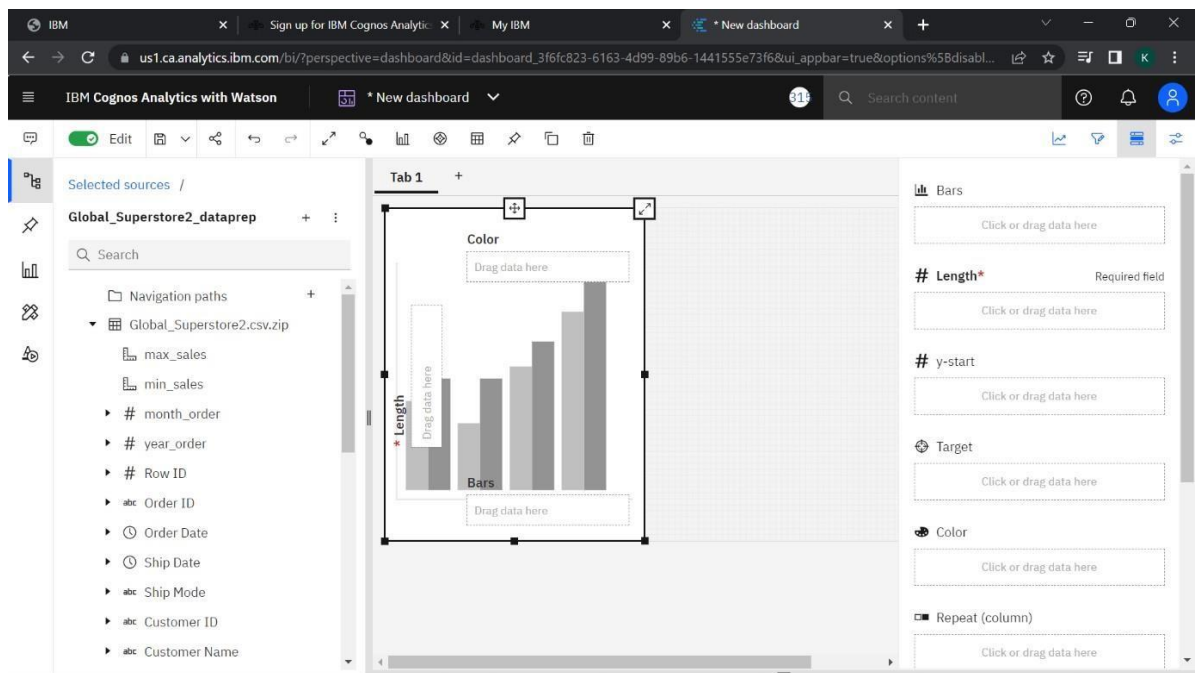 IBM
Sign up for IBM Cognos Analytic
My IBM
* New dashboard
us1.ca.analytics.ibm.com/bi/?perspective=dashboard&id=dashboard_3f6fc823-6163-4d99-89b6-1441555e73f6&ui_appbar=true&options%5Bdisabl...
K
IBM Cognos Analytics with Watson
* New dashboard
Search content
Edit
Selected sources /
Global_Superstore2_dataprep
Search
Navigation paths
Global_Superstore2.csv.zip
max_sales
min_sales
# month_order
# year_order
# Row ID
abc Order ID
Order Date
Ship Date
abc Ship Mode
abc Customer ID
abc Customer Name
Tab 1 +
Color
Drag data here
* Length
Drag data here
Bars
Drag data here
Bars
Click or drag data here
# Length* Required field
Click or drag data here
# y-start
Click or drag data here
Target
Click or drag data here
Color
Click or drag data here
Repeat (column)
Click or drag data here